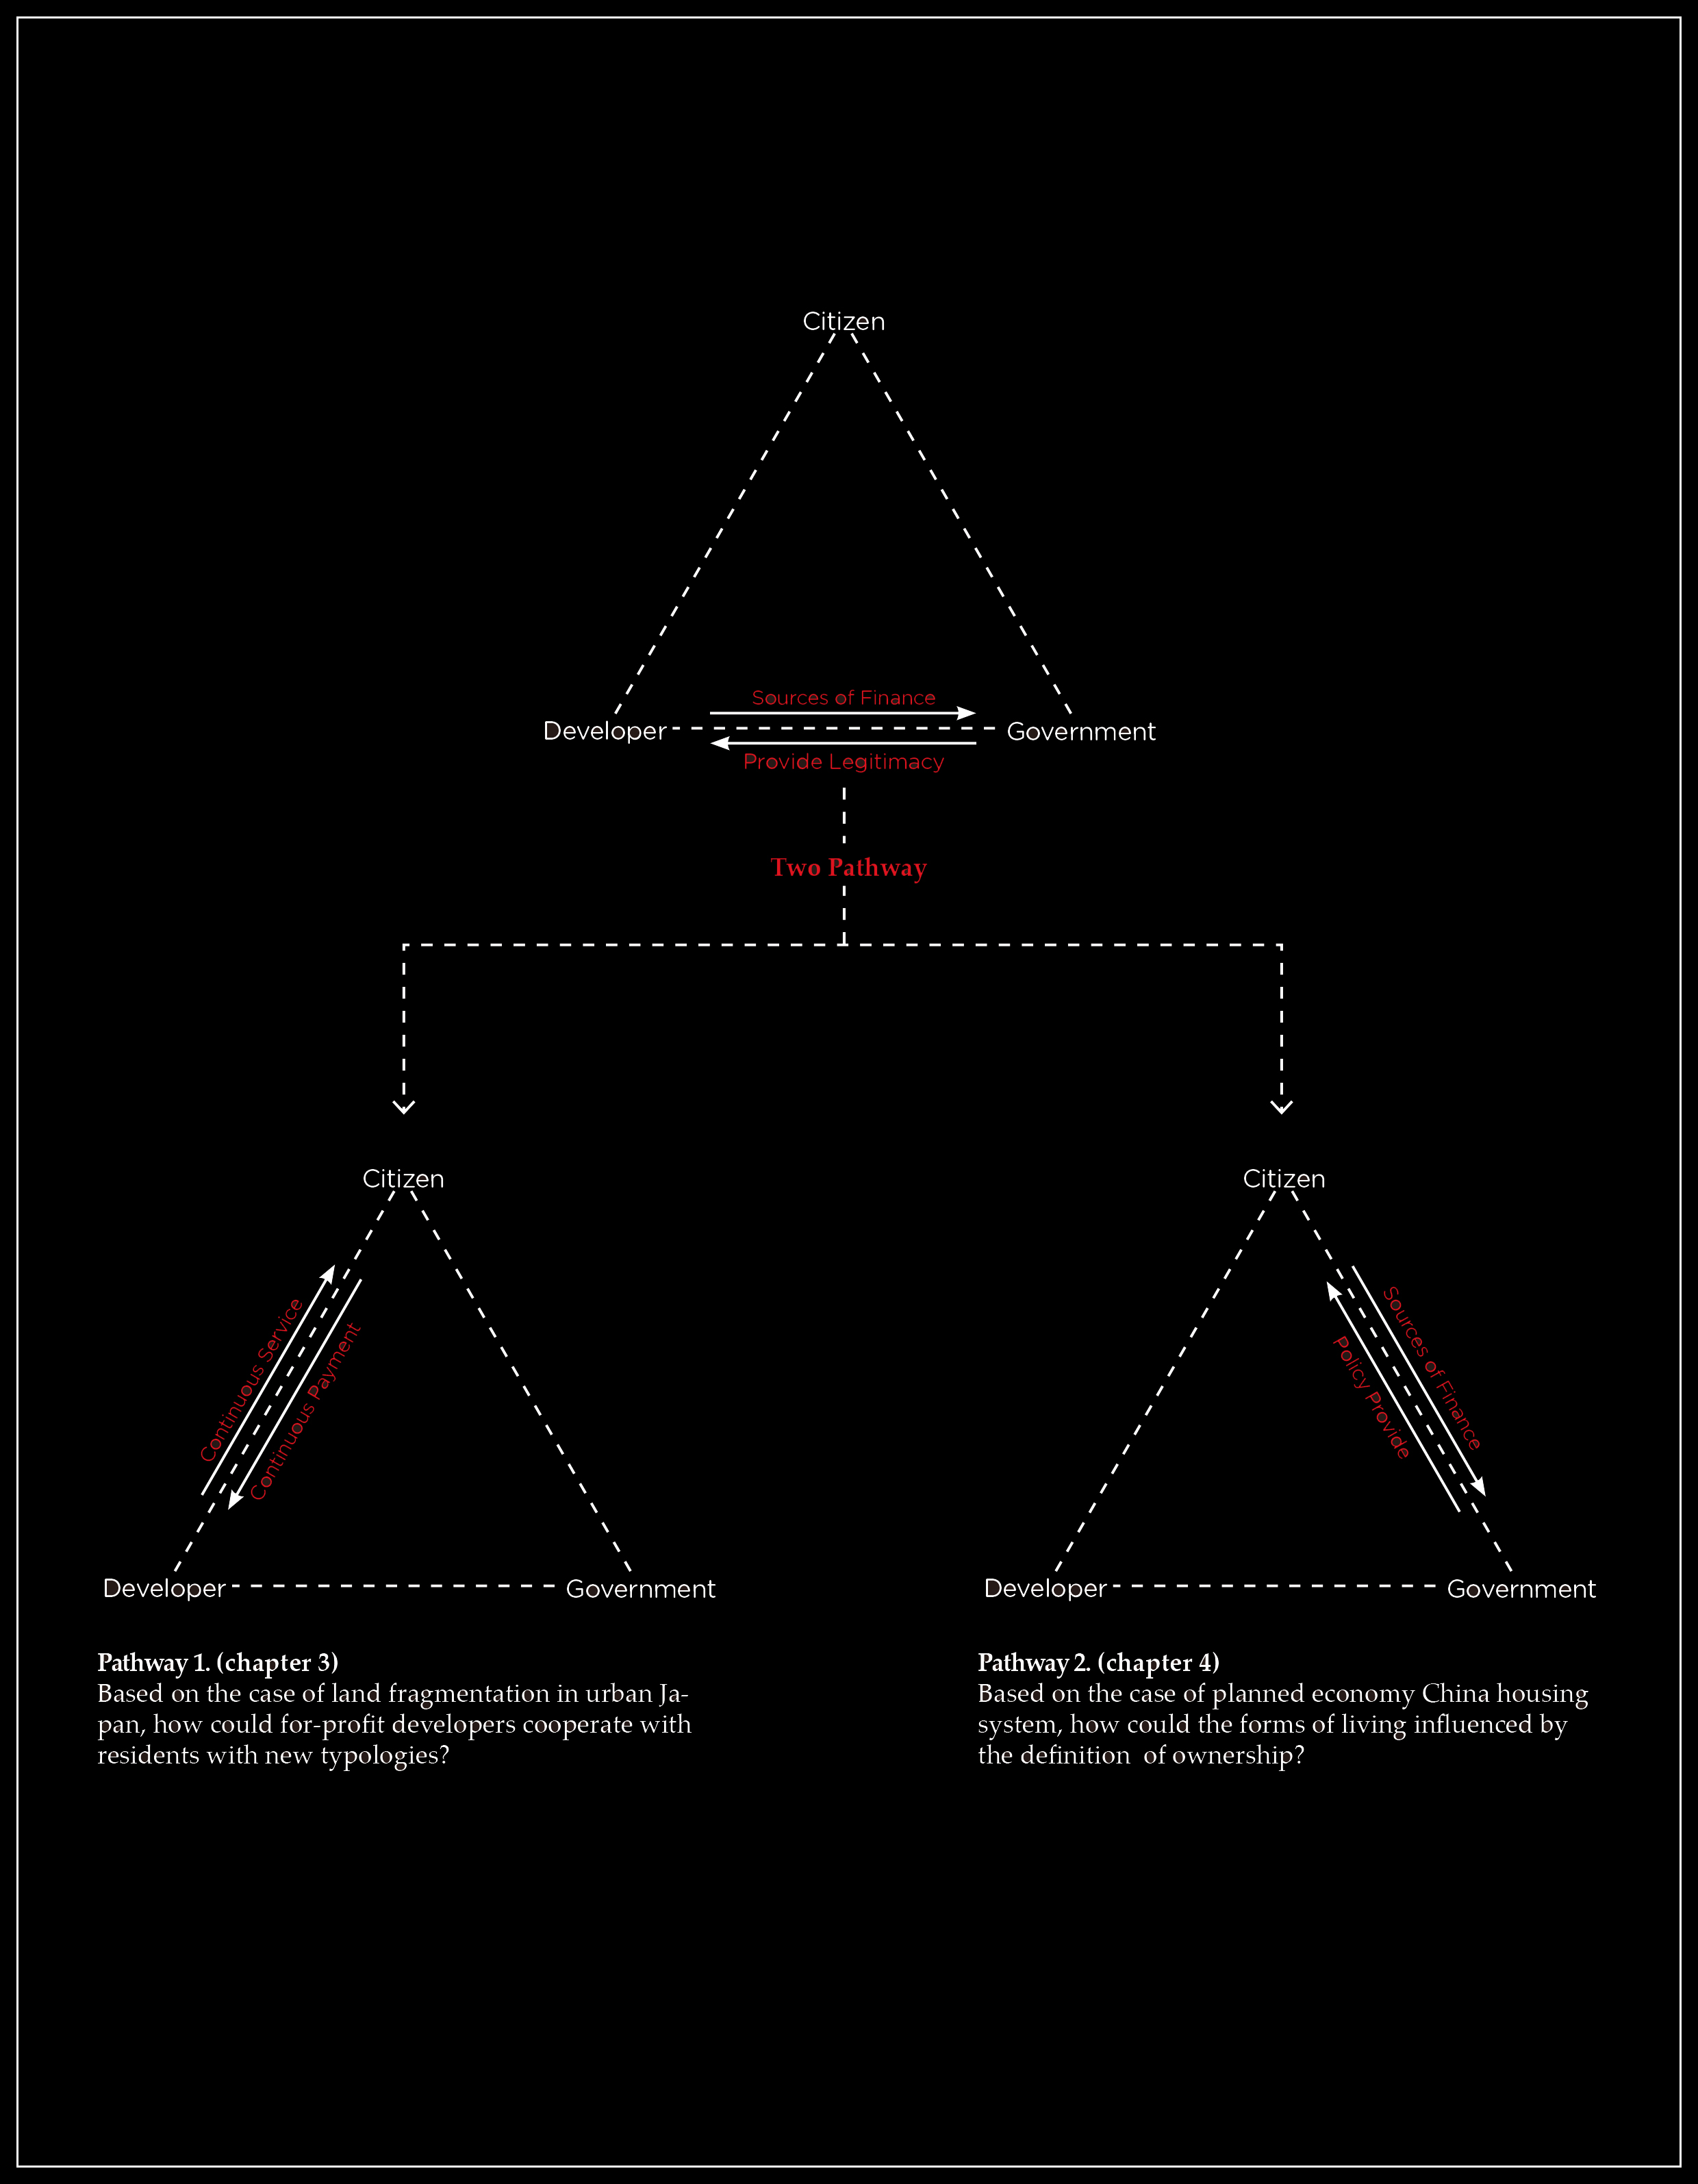 Citizen
Sources of Finance
Developer
Government
Provide Legitimacy
Two Pathway
Citizen
Continuous Service
Continuous Payment
Developer
Government
Citizen
Sources of Finance
Policy Provide
Developer
Government
Pathway 1. (chapter 3)
Based on the case of land fragmentation in urban Ja-
pan, how could for-profit developers cooperate with
residents with new typologies?
Pathway 2. (chapter 4)
Based on the case of planned economy China housing
system, how could the forms of living influenced by
the definition  of ownership?